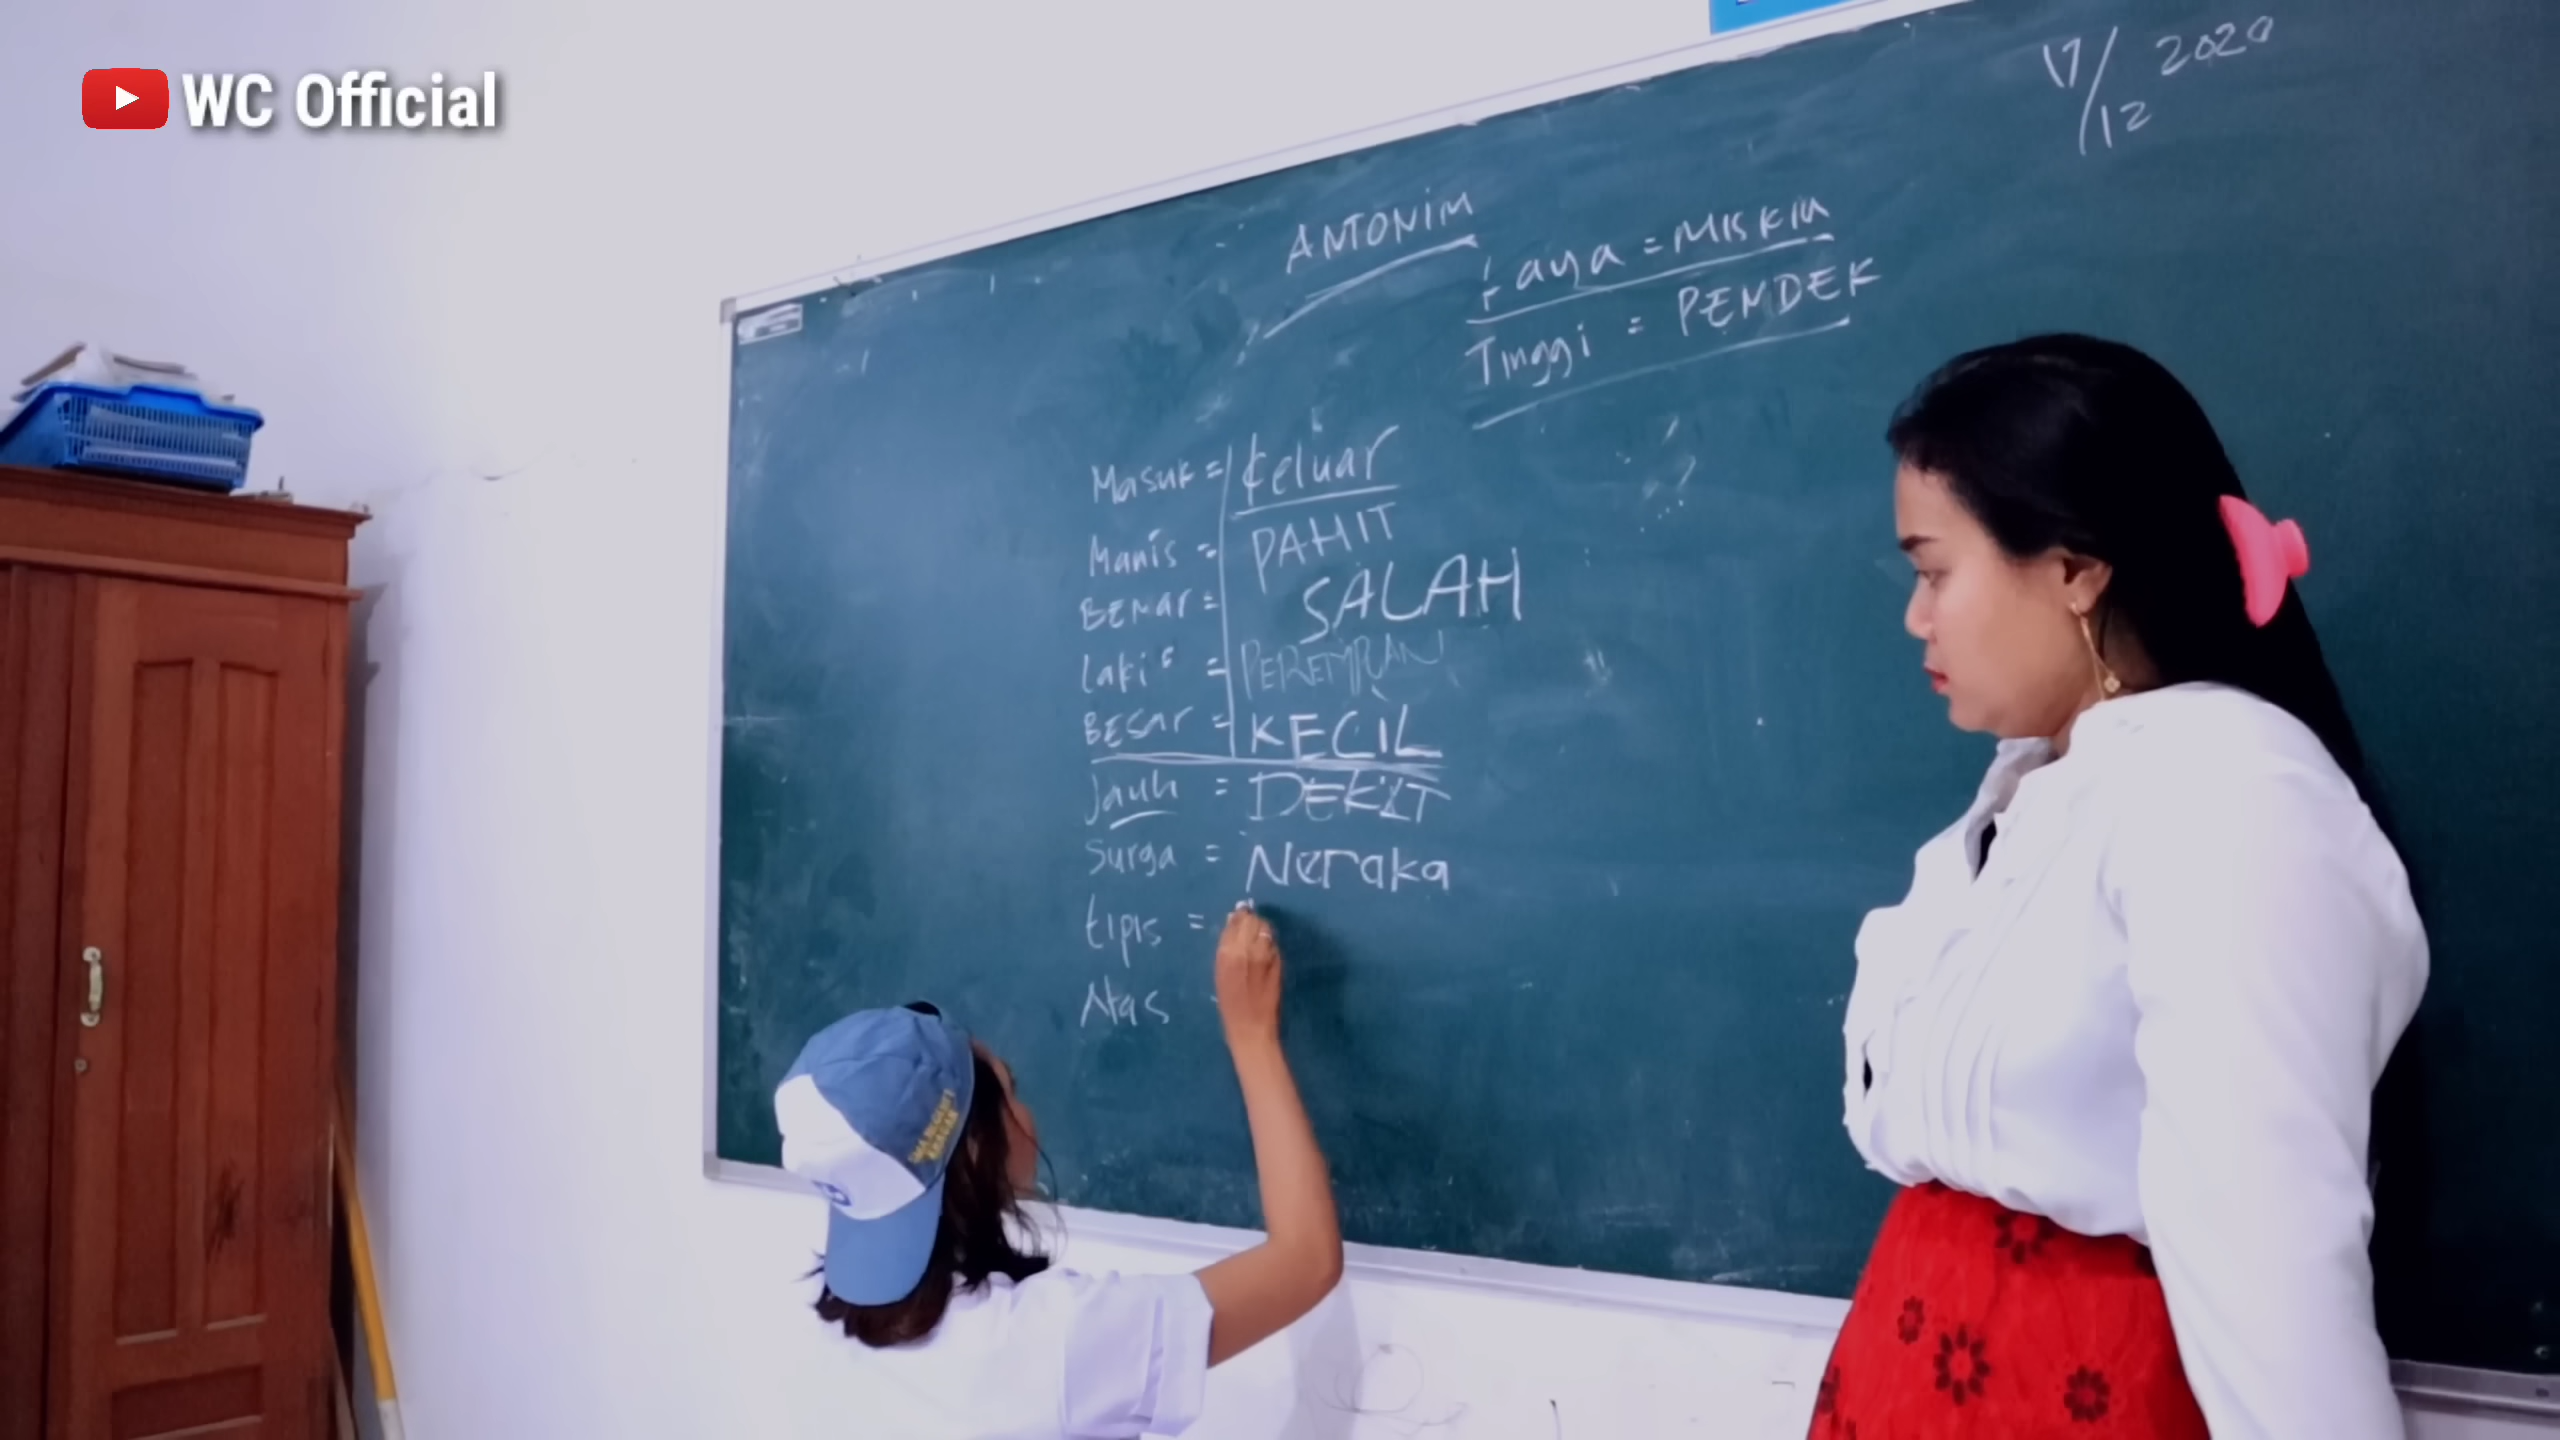 WC Official
17/12 2020
ANTONIM
Kaya = MISKIN
Tinggi = PENDEK
Masuk = Keluar
Manis = PAHIT
BENAR = SALAH
Laki² = PEREMPUAN
BESAR = KECIL
Jauh = DEKAT
Surga = Neraka
tipis =
Atas